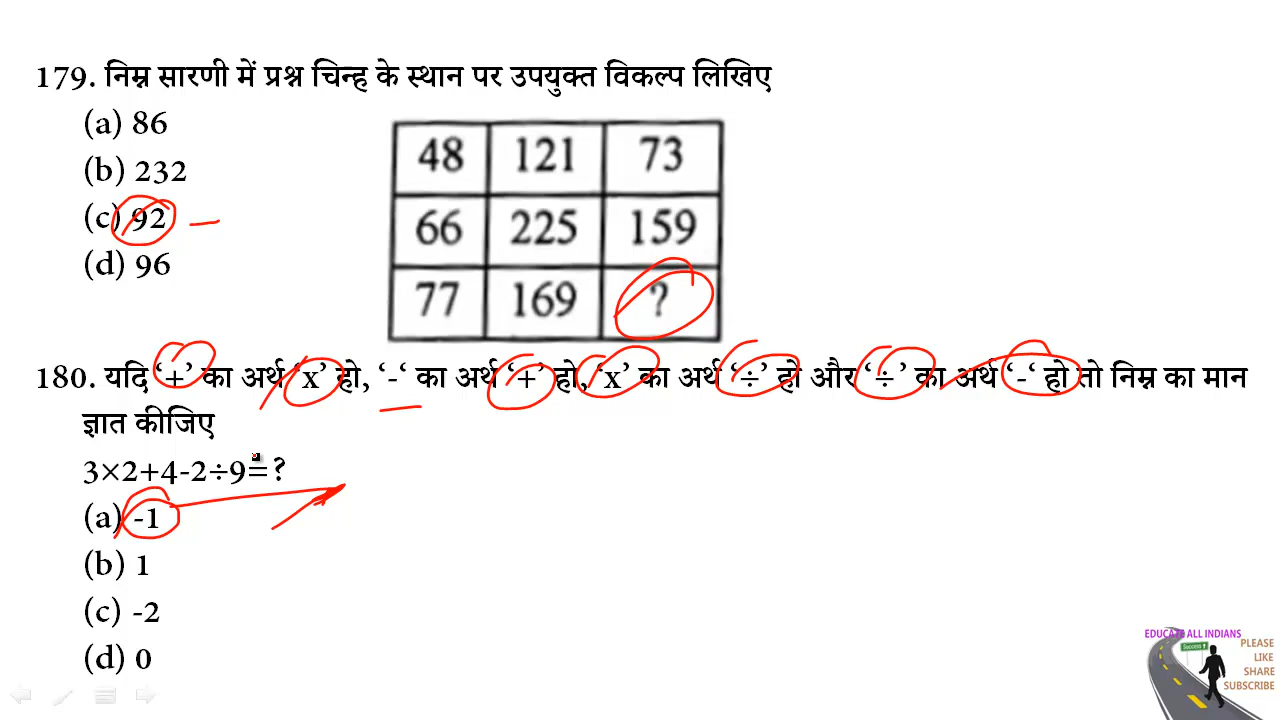 179. निम्न सारणी में प्रश्न चिन्ह के स्थान पर उपयुक्त विकल्प लिखिए
(a) 86
(b) 232
(c) 92
(d) 96
48 121 73
66 225 159
77 169 ?
180. यदि ‘+’ का अर्थ ‘x’ हो, ‘-‘ का अर्थ ‘+’ हो, ‘x’ का अर्थ ‘÷’ हो और ‘÷’ का अर्थ ‘-‘ हो तो निम्न का मान
ज्ञात कीजिए
3×2+4-2÷9=?
(a) -1
(b) 1
(c) -2
(d) 0
EDUCATE ALL INDIANS
Success
PLEASE
LIKE
SHARE
SUBSCRIBE